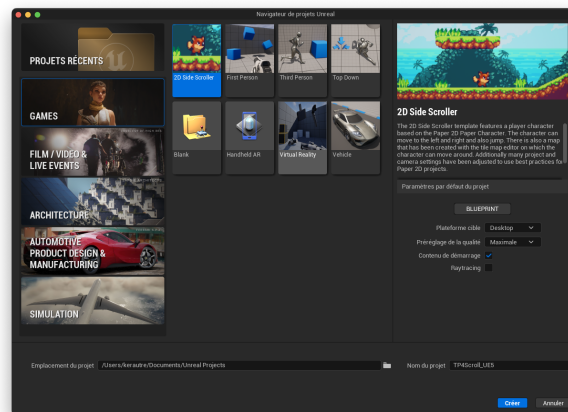 Navigateur de projets Unreal
PROJETS RÉCENTS
GAMES
FILM / VIDEO &
LIVE EVENTS
ARCHITECTURE
AUTOMOTIVE
PRODUCT DESIGN &
MANUFACTURING
SIMULATION
2D Side Scroller
First Person
Third Person
Top Down
Blank
Handheld AR
Virtual Reality
Vehicle
2D Side Scroller
The 2D Side Scroller template features a player character
based on the Paper 2D Paper Character. The character can
move to the left and right and also jump. There is also a map
that has been created with the tile map editor on which the
character can move around. Additionally many project and
camera settings have been adjusted to use best practices for
Paper 2D projects.
Paramètres par défaut du projet
BLUEPRINT
Plateforme cible Desktop
Préréglage de la qualité Maximale
Contenu de démarrage
Raytracing
Emplacement du projet /Users/kerautre/Documents/Unreal Projects
Nom du projet TP4Scroll_UE5
Créer Annuler